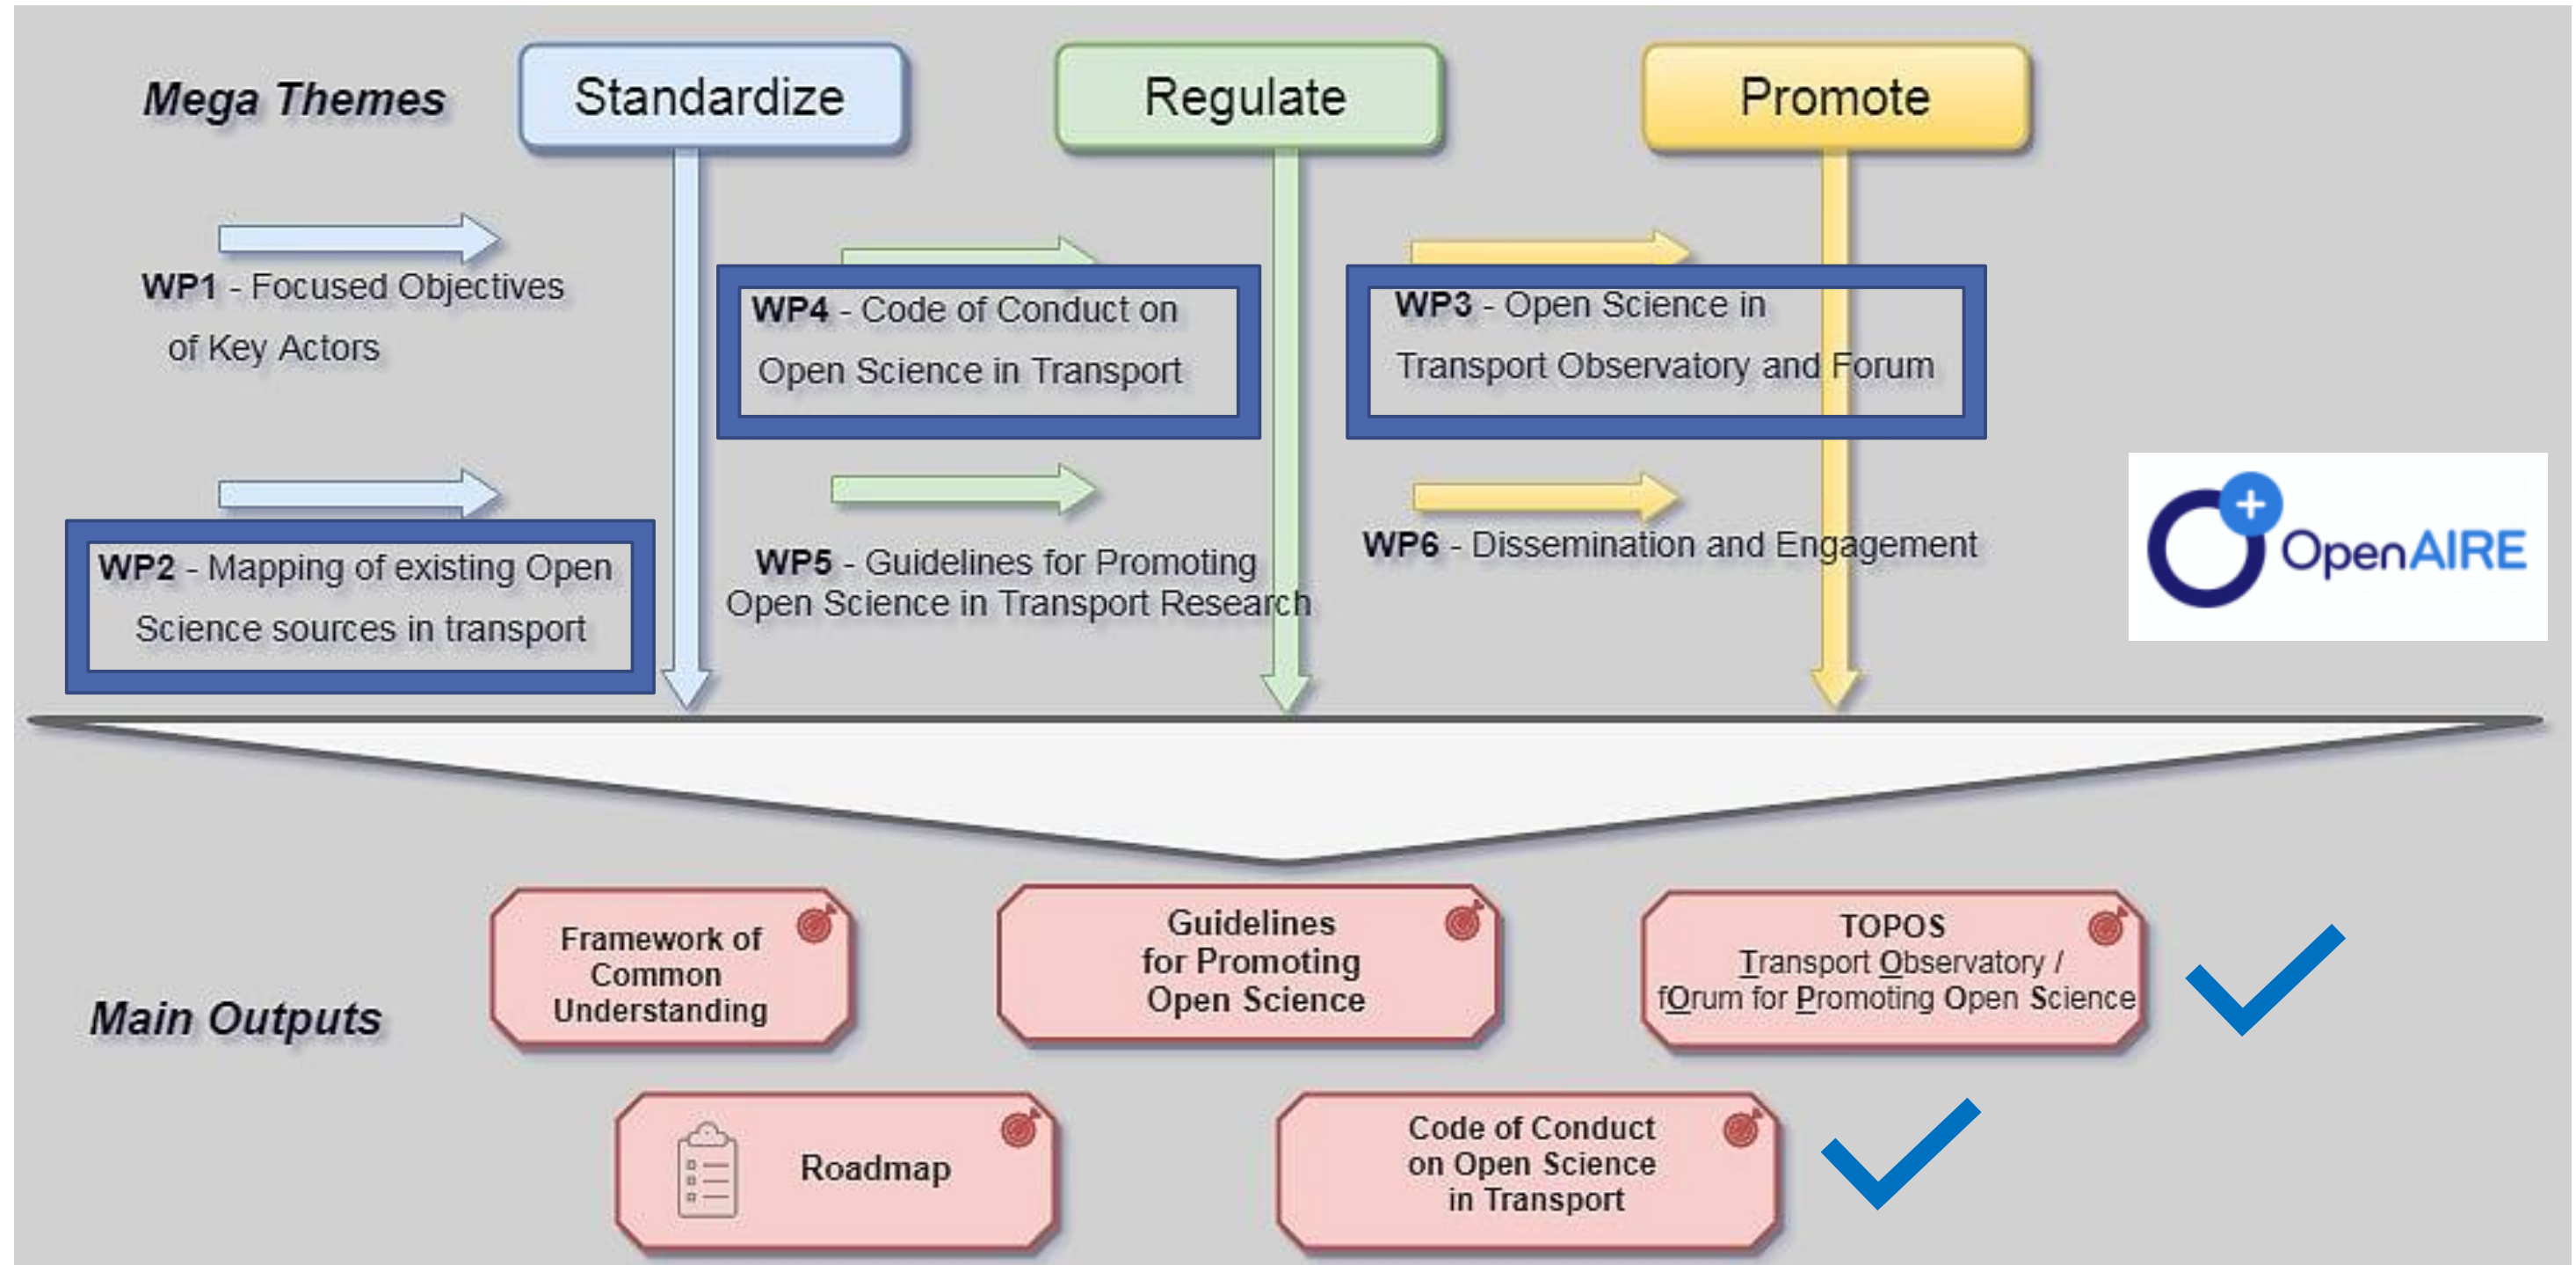 Mega Themes
Standardize
Regulate
Promote
WP1 - Focused Objectives
of Key Actors
WP4 - Code of Conduct on
Open Science in Transport
WP3 - Open Science in
Transport Observatory and Forum
WP2 - Mapping of existing Open
Science sources in transport
WP5 - Guidelines for Promoting
Open Science in Transport Research
WP6 - Dissemination and Engagement
OpenAIRE
Main Outputs
Framework of
Common
Understanding
Guidelines
for Promoting
Open Science
TOPOS
Transport Observatory /
fOrum for Promoting Open Science
Roadmap
Code of Conduct
on Open Science
in Transport